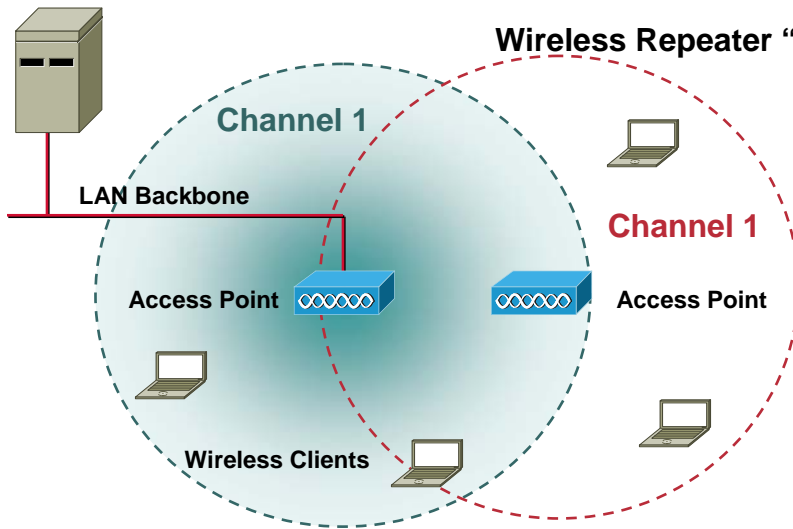 Wireless Repeater “
Channel 1
LAN Backbone
Channel 1
Access Point
Access Point
Wireless Clients